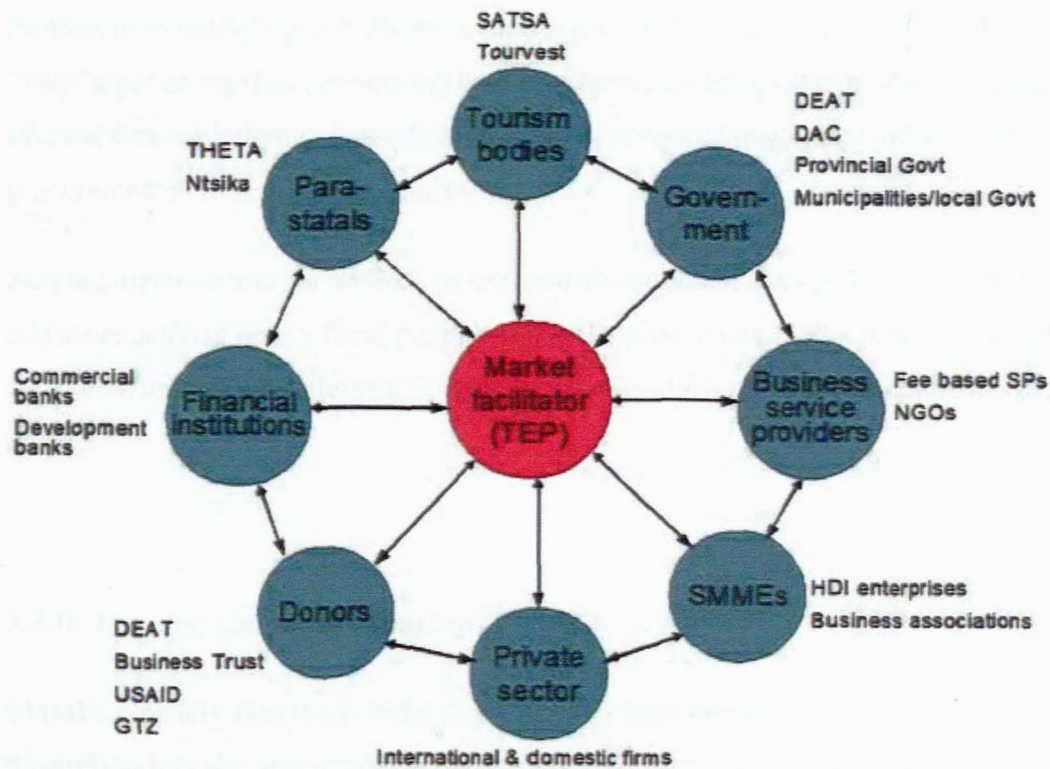 SATSA
Tourvest
Tourism
bodies
DEAT
DAC
Provincial Govt
Municipalities/local Govt
Govern-
ment
THETA
Ntsika
Para-
statals
Market
facilitator
(TEP)
Commercial
banks
Development
banks
Financial
institutions
Business
service
providers
Fee based SPs
NGOs
Donors
DEAT
Business Trust
USAID
GTZ
Private
sector
International & domestic firms
SMMEs
HDI enterprises
Business associations